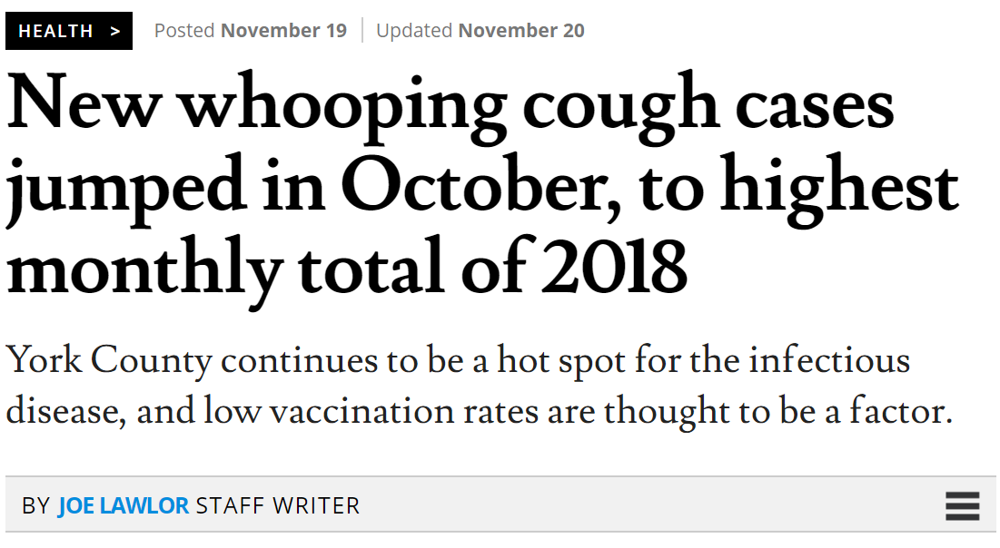 HEALTH > Posted November 19 | Updated November 20
New whooping cough cases
jumped in October, to highest
monthly total of 2018
York County continues to be a hot spot for the infectious
disease, and low vaccination rates are thought to be a factor.
BY JOE LAWLOR STAFF WRITER